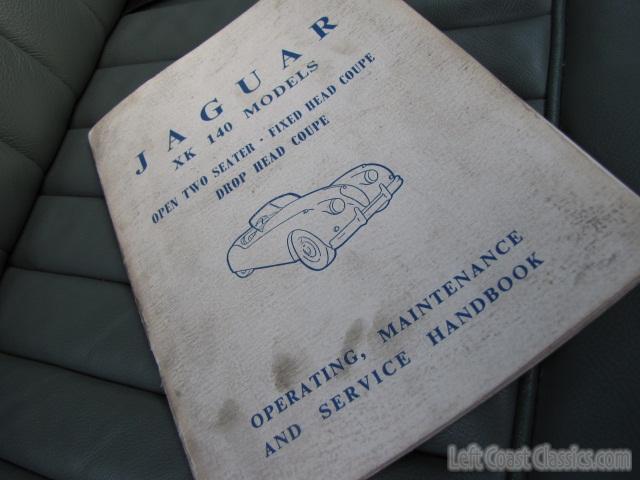 JAGUAR
XK 140 MODELS
OPEN TWO SEATER · FIXED HEAD COUPE
DROP HEAD COUPE
OPERATING, MAINTENANCE
AND SERVICE HANDBOOK
Left Coast Classics.com